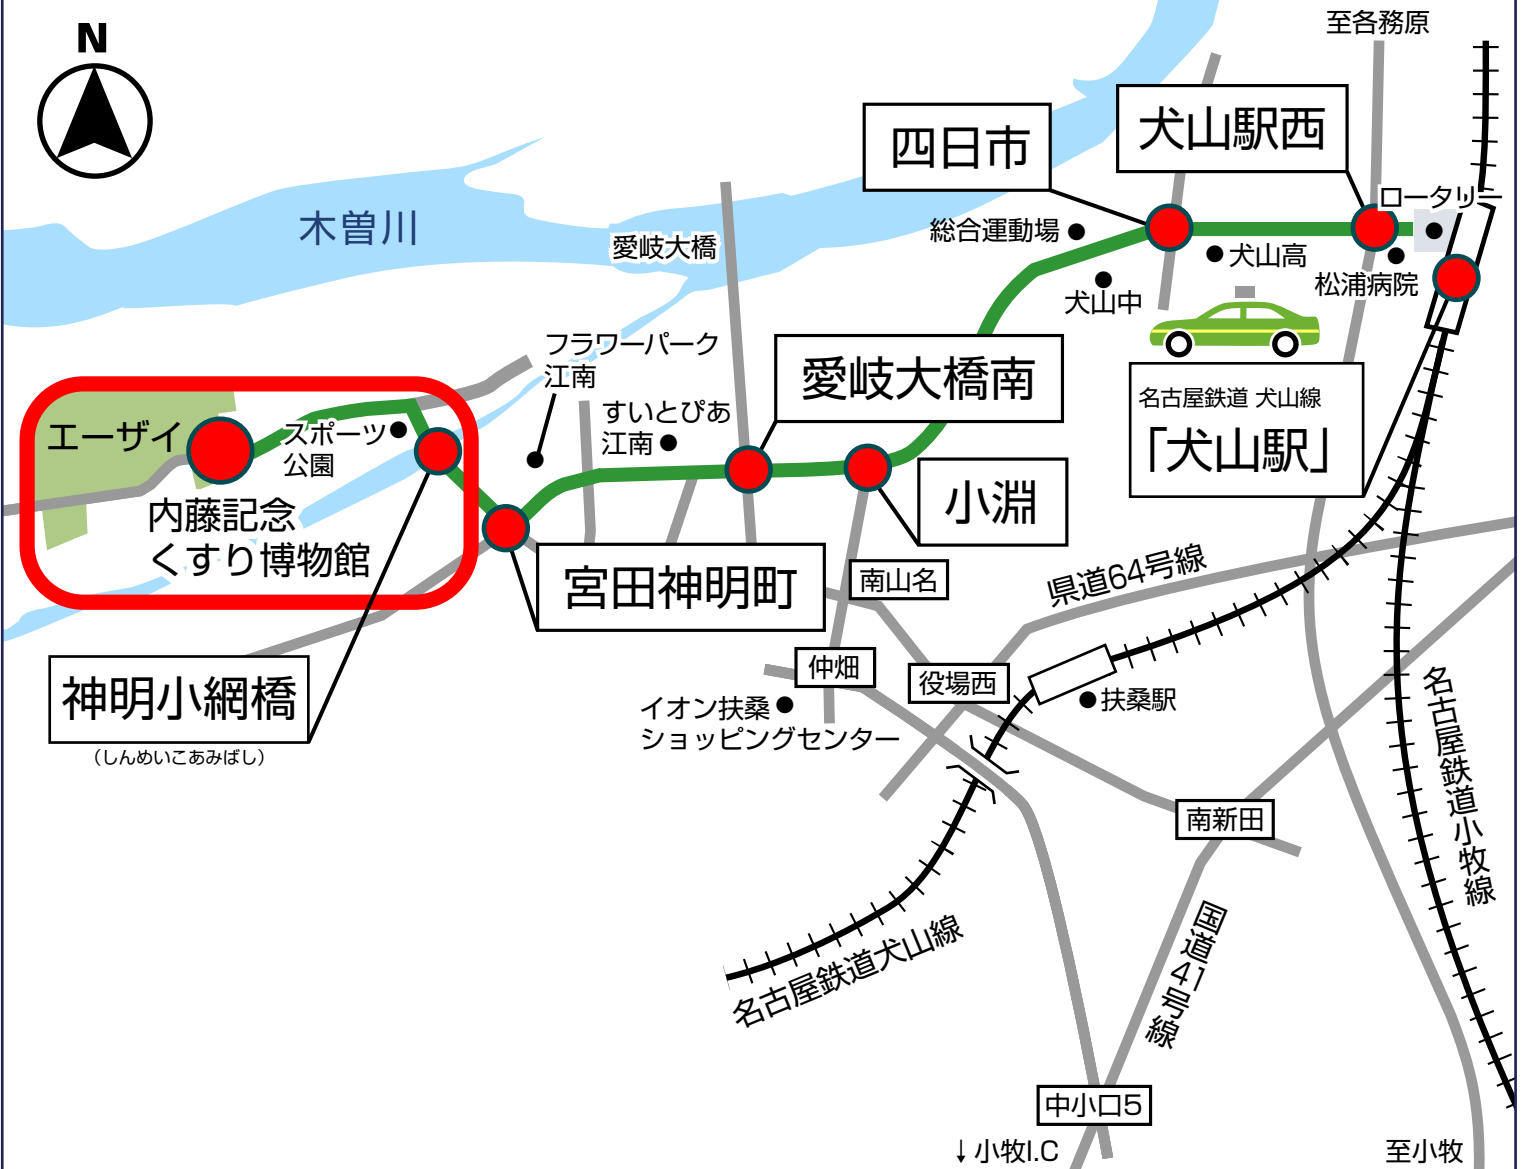 N
至各務原
犬山駅西
四日市
ロータリー
木曽川
総合運動場
愛岐大橋
犬山高
松浦病院
犬山中
フラワーパーク
江南
愛岐大橋南
名古屋鉄道 犬山線
「犬山駅」
すいとぴあ
江南
エーザイ
スポーツ
公園
小淵
内藤記念
くすり博物館
宮田神明町
南山名
県道64号線
神明小網橋
(しんめいこあみばし)
仲畑
役場西
イオン扶桑
ショッピングセンター
扶桑駅
名古屋鉄道小牧線
南新田
名古屋鉄道犬山線
国道41号線
中小口5
↓小牧I.C
至小牧